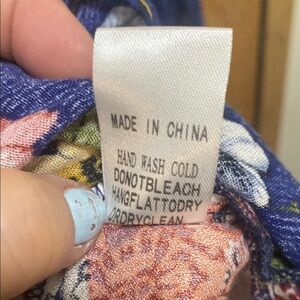 MADE IN CHINA
HAND WASH COLD
DONOTBLEACH
HANGFLATTODRY
ORDRYCLEAN